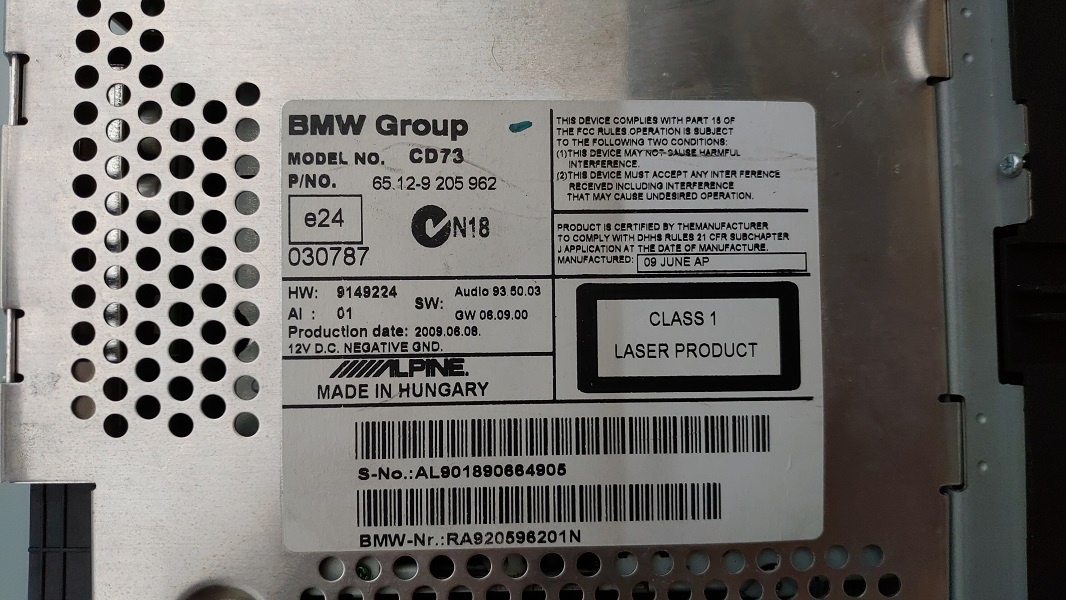 BMW Group
MODEL NO. CD73
P/NO. 65.12-9 205 962
e24
N18
030787
THIS DEVICE COMPLIES WITH PART 15 OF
THE FCC RULES OPERATION IS SUBJECT
TO THE FOLLOWING TWO CONDITIONS:
(1)THIS DEVICE MAY NOT CAUSE HARMFUL
INTERFERENCE.
(2)THIS DEVICE MUST ACCEPT ANY INTER FERENCE
RECEIVED INCLUDING INTERFERENCE
THAT MAY CAUSE UNDESIRED OPERATION.
PRODUCT IS CERTIFIED BY THEMANUFACTURER
TO COMPLY WITH DHHS RULES 21 CFR SUBCHAPTER
J APPLICATION AT THE DATE OF MANUFACTURE.
MANUFACTURED: 09 JUNE AP
HW: 9149224
AI : 01
SW: Audio 93 50.03
GW 06.09.00
Production date: 2009.06.08.
12V D.C. NEGATIVE GND.
ALPINE.
MADE IN HUNGARY
CLASS 1
LASER PRODUCT
S-No.:AL901890664905
BMW-Nr.:RA920596201N